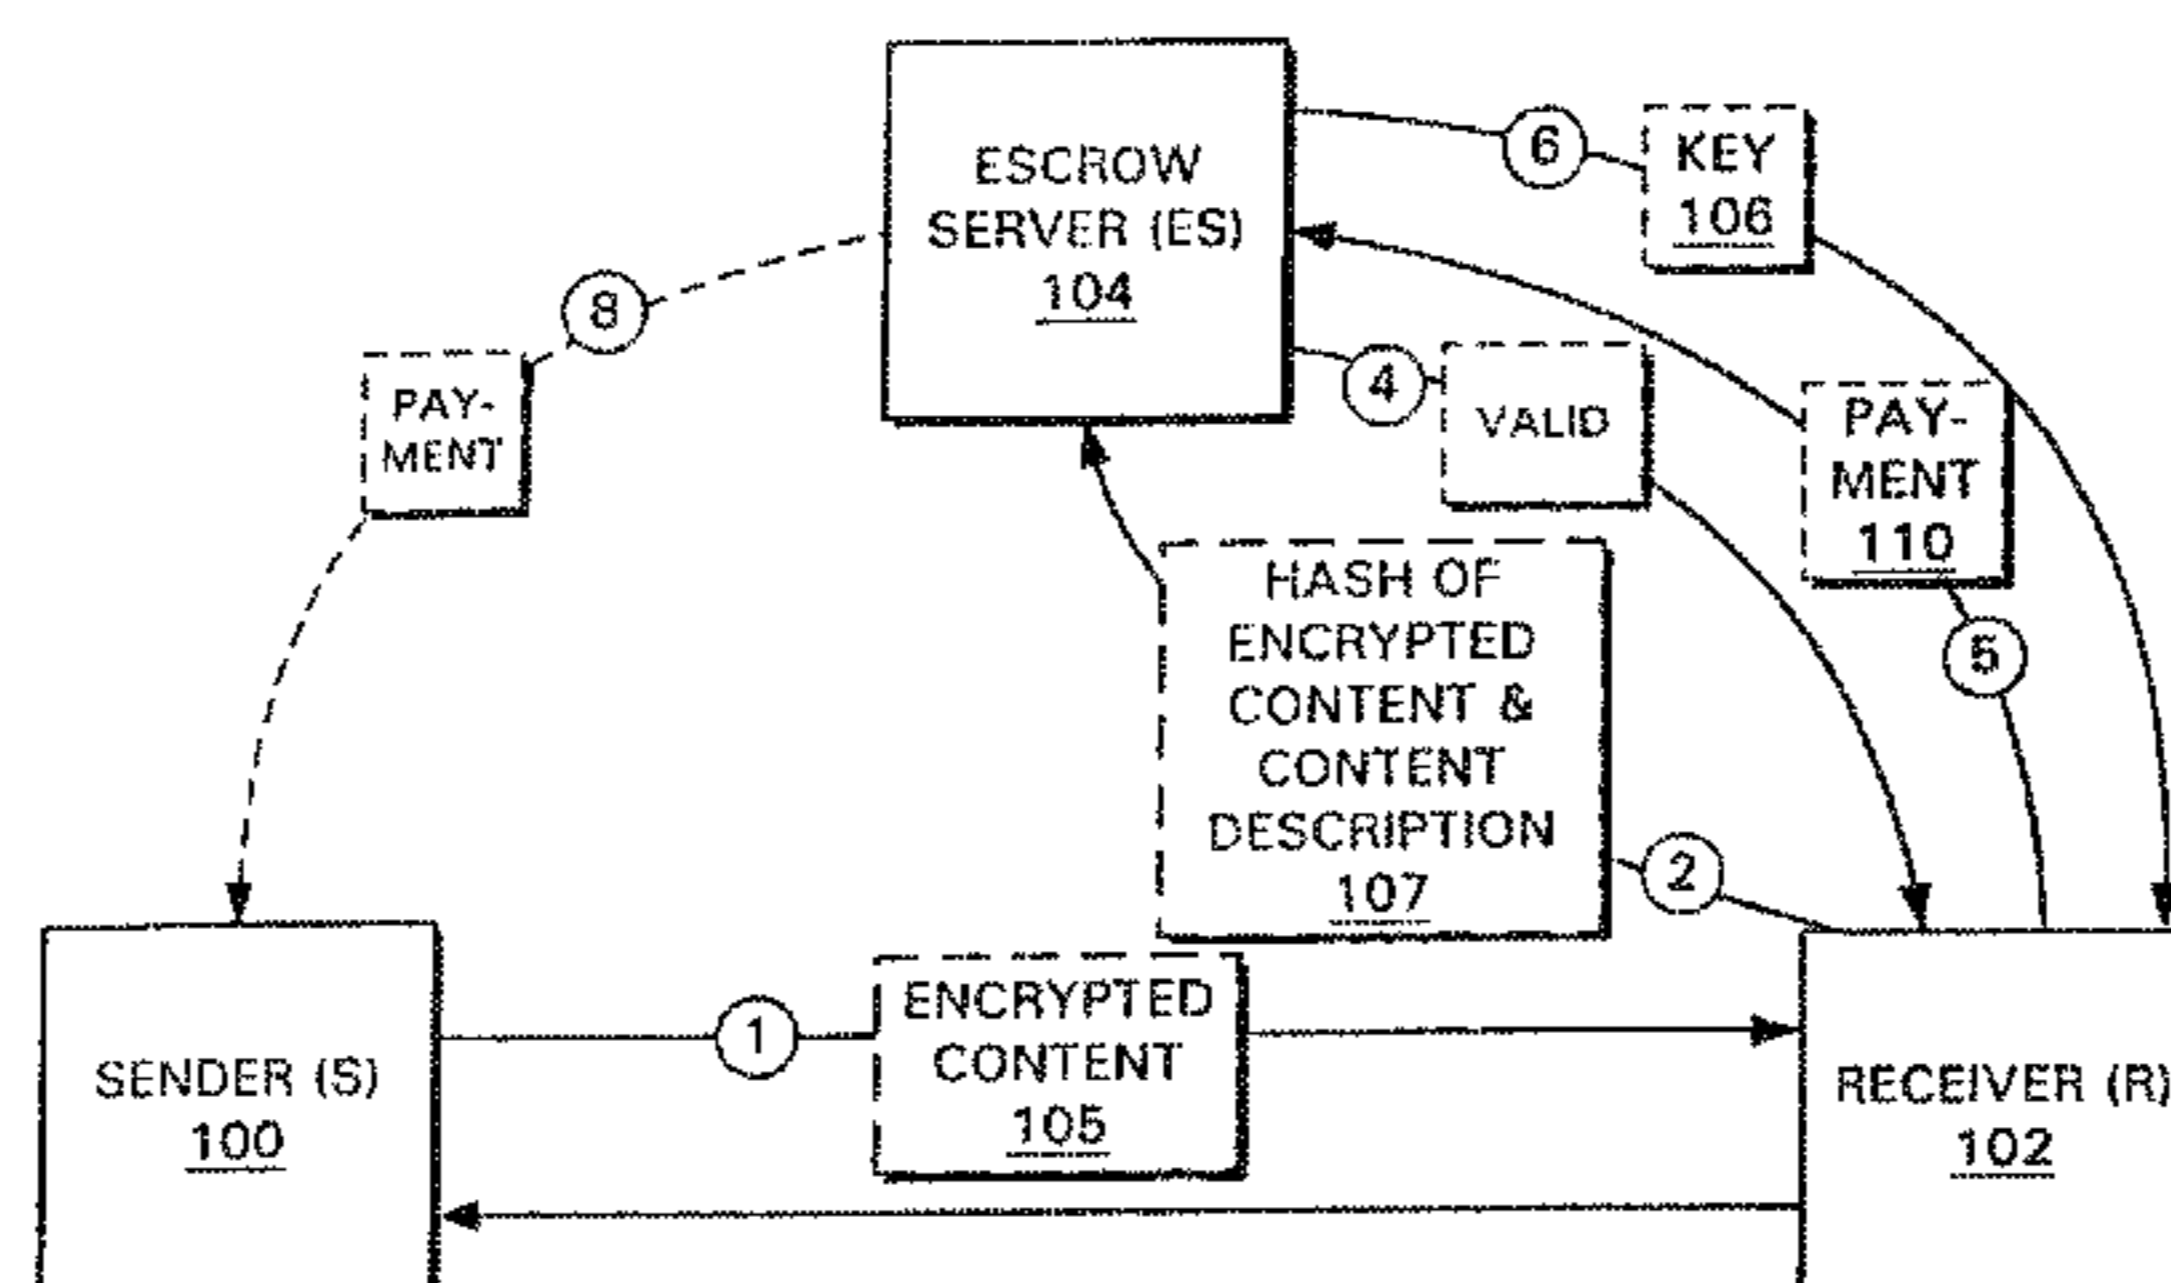 ESCROW
SERVER (ES)
104
6
KEY
106
8
PAY-
MENT
4
VALID
PAY-
MENT
110
5
HASH OF
ENCRYPTED
CONTENT &
CONTENT
DESCRIPTION
107
2
SENDER (S)
100
1
ENCRYPTED
CONTENT
105
RECEIVER (R)
102